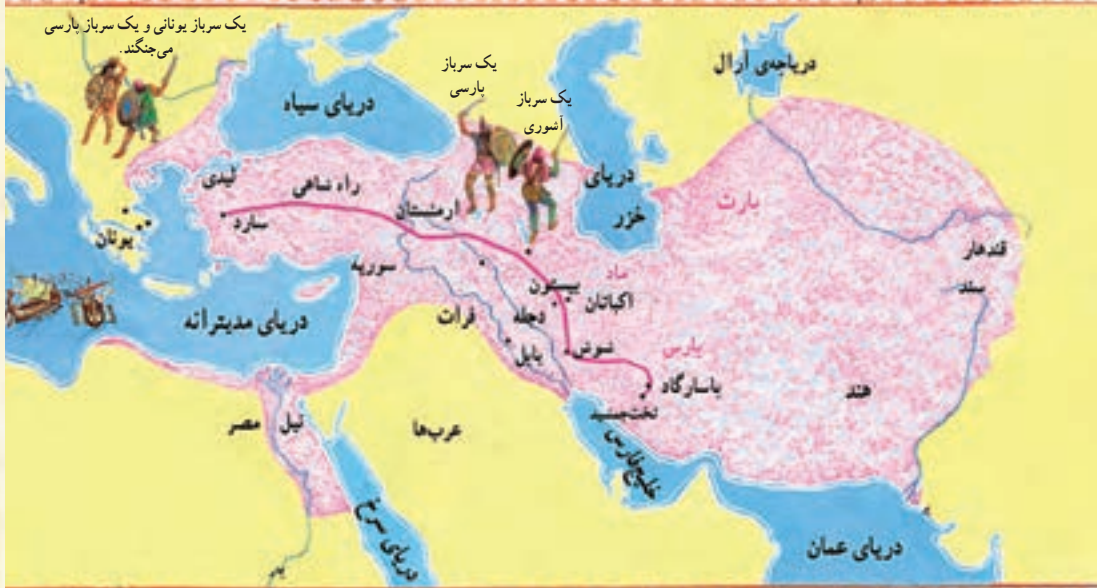 یک سرباز یونانی و یک سرباز پارسی
می‌جنگند.
یک سرباز
پارسی
یک سرباز
آشوری
دریاچه‌ی آرال
دریای سیاه
دریای
خزر
لیدی
راه شاهی
سارد
ارمنستان
یونان
سوریه
پارت
قندهار
سند
ماد
بیستون
اکباتان
دجله
فرات
بابل
شوش
پارس
پاسارگاد
تخت‌جمشید
هند
دریای مدیترانه
مصر
نیل
عرب‌ها
خلیج‌فارس
دریای سرخ
دریای عمان